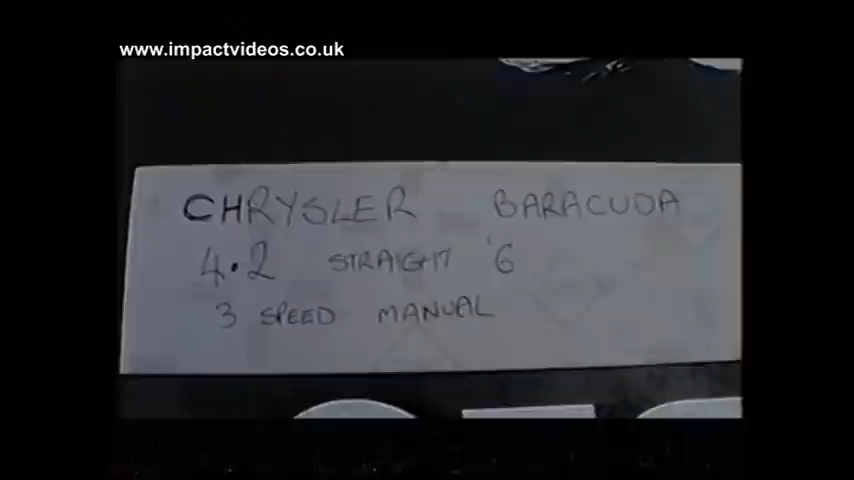 www.impactvideos.co.uk
CHRYSLER BARACUDA
4.2 STRAIGHT '6
3 SPEED MANUAL